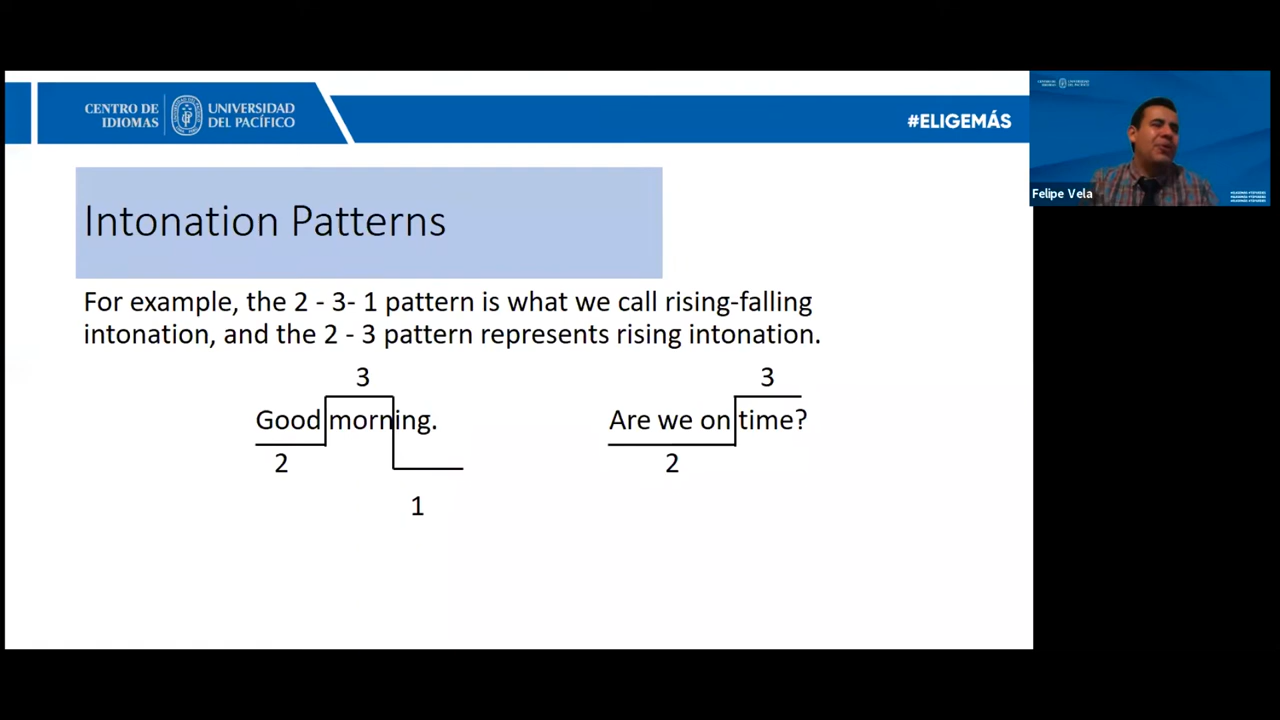 CENTRO DE IDIOMAS
UNIVERSIDAD DEL PACÍFICO
#ELIGEMÁS
Felipe Vela
Intonation Patterns
For example, the 2 - 3- 1 pattern is what we call rising-falling
intonation, and the 2 - 3 pattern represents rising intonation.
3
Good morning.
2
1
3
Are we on time?
2